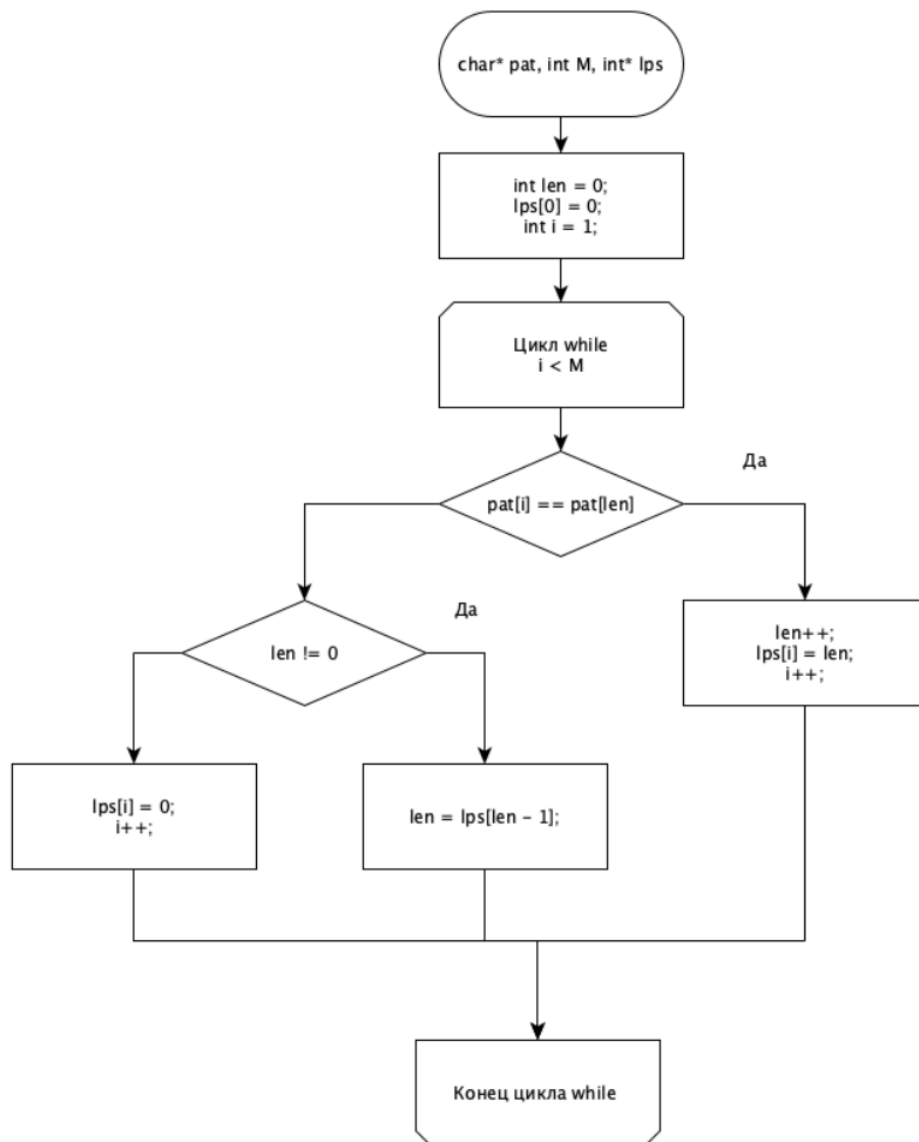 char* pat, int M, int* lps
int len = 0;
lps[0] = 0;
int i = 1;
Цикл while
i < M
Да
pat[i] == pat[len]
Да
len != 0
len++;
lps[i] = len;
i++;
lps[i] = 0;
i++;
len = lps[len - 1];
Конец цикла while